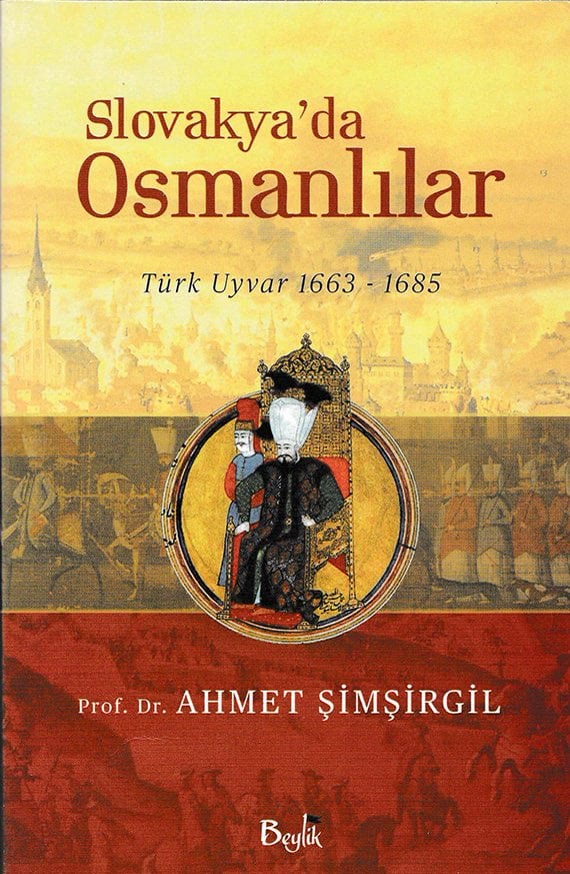 Slovakya'da
Osmanlılar
Türk Uyvar 1663 - 1685
Prof. Dr. AHMET ŞİMŞİRGİL
Beylik